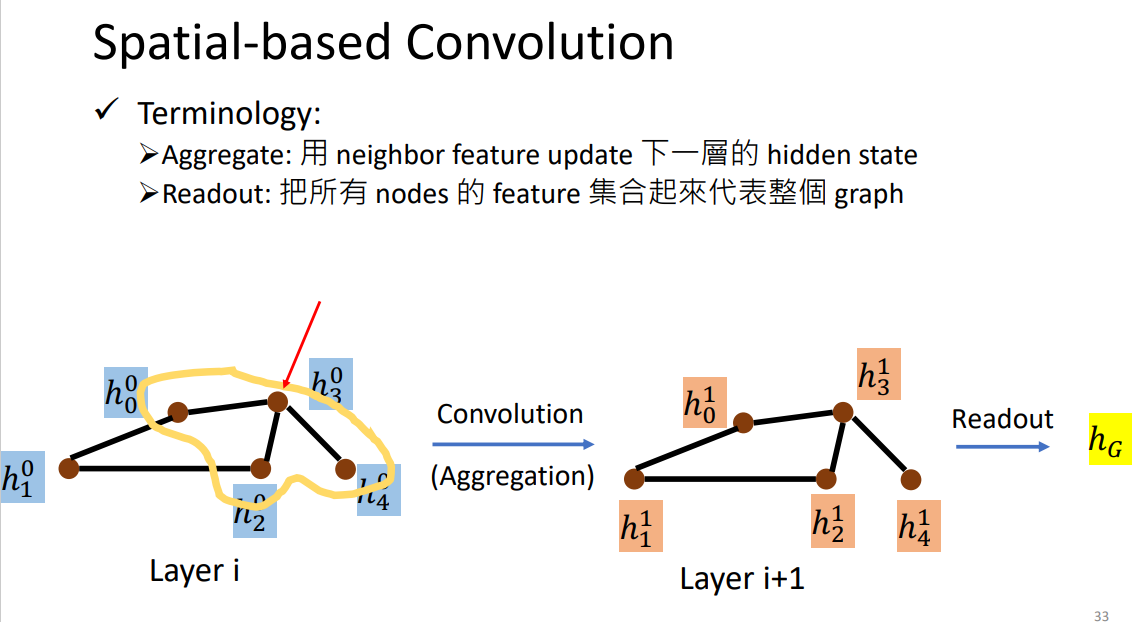 Spatial-based Convolution
✓ Terminology:
➢Aggregate: 用 neighbor feature update 下一層的 hidden state
➢Readout: 把所有 nodes 的 feature 集合起來代表整個 graph
h_0^0
h_3^0
h_1^0
h_2^0
h_4^0
Layer i
Convolution
(Aggregation)
h_3^1
h_0^1
h_1^1
h_2^1
h_4^1
Layer i+1
Readout
h_G
33